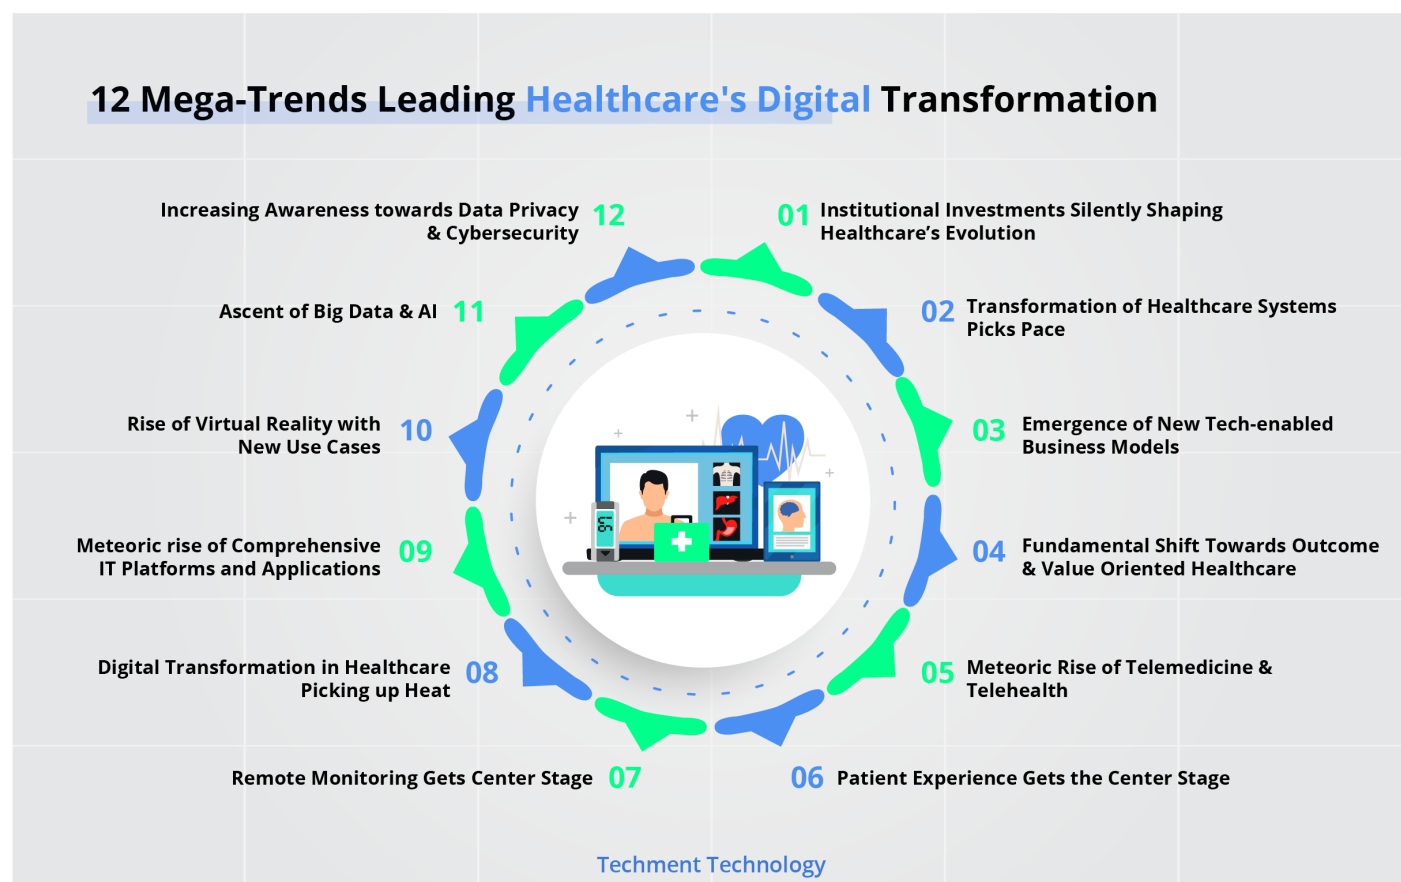 12 Mega-Trends Leading Healthcare's Digital Transformation
01 Institutional Investments Silently Shaping
Healthcare’s Evolution
02 Transformation of Healthcare Systems
Picks Pace
03 Emergence of New Tech-enabled
Business Models
04 Fundamental Shift Towards Outcome
& Value Oriented Healthcare
05 Meteoric Rise of Telemedicine &
Telehealth
06 Patient Experience Gets the Center Stage
Remote Monitoring Gets Center Stage 07
Digital Transformation in Healthcare 08
Picking up Heat
Meteoric rise of Comprehensive 09
IT Platforms and Applications
Rise of Virtual Reality with 10
New Use Cases
Ascent of Big Data & AI 11
Increasing Awareness towards Data Privacy 12
& Cybersecurity
Techment Technology